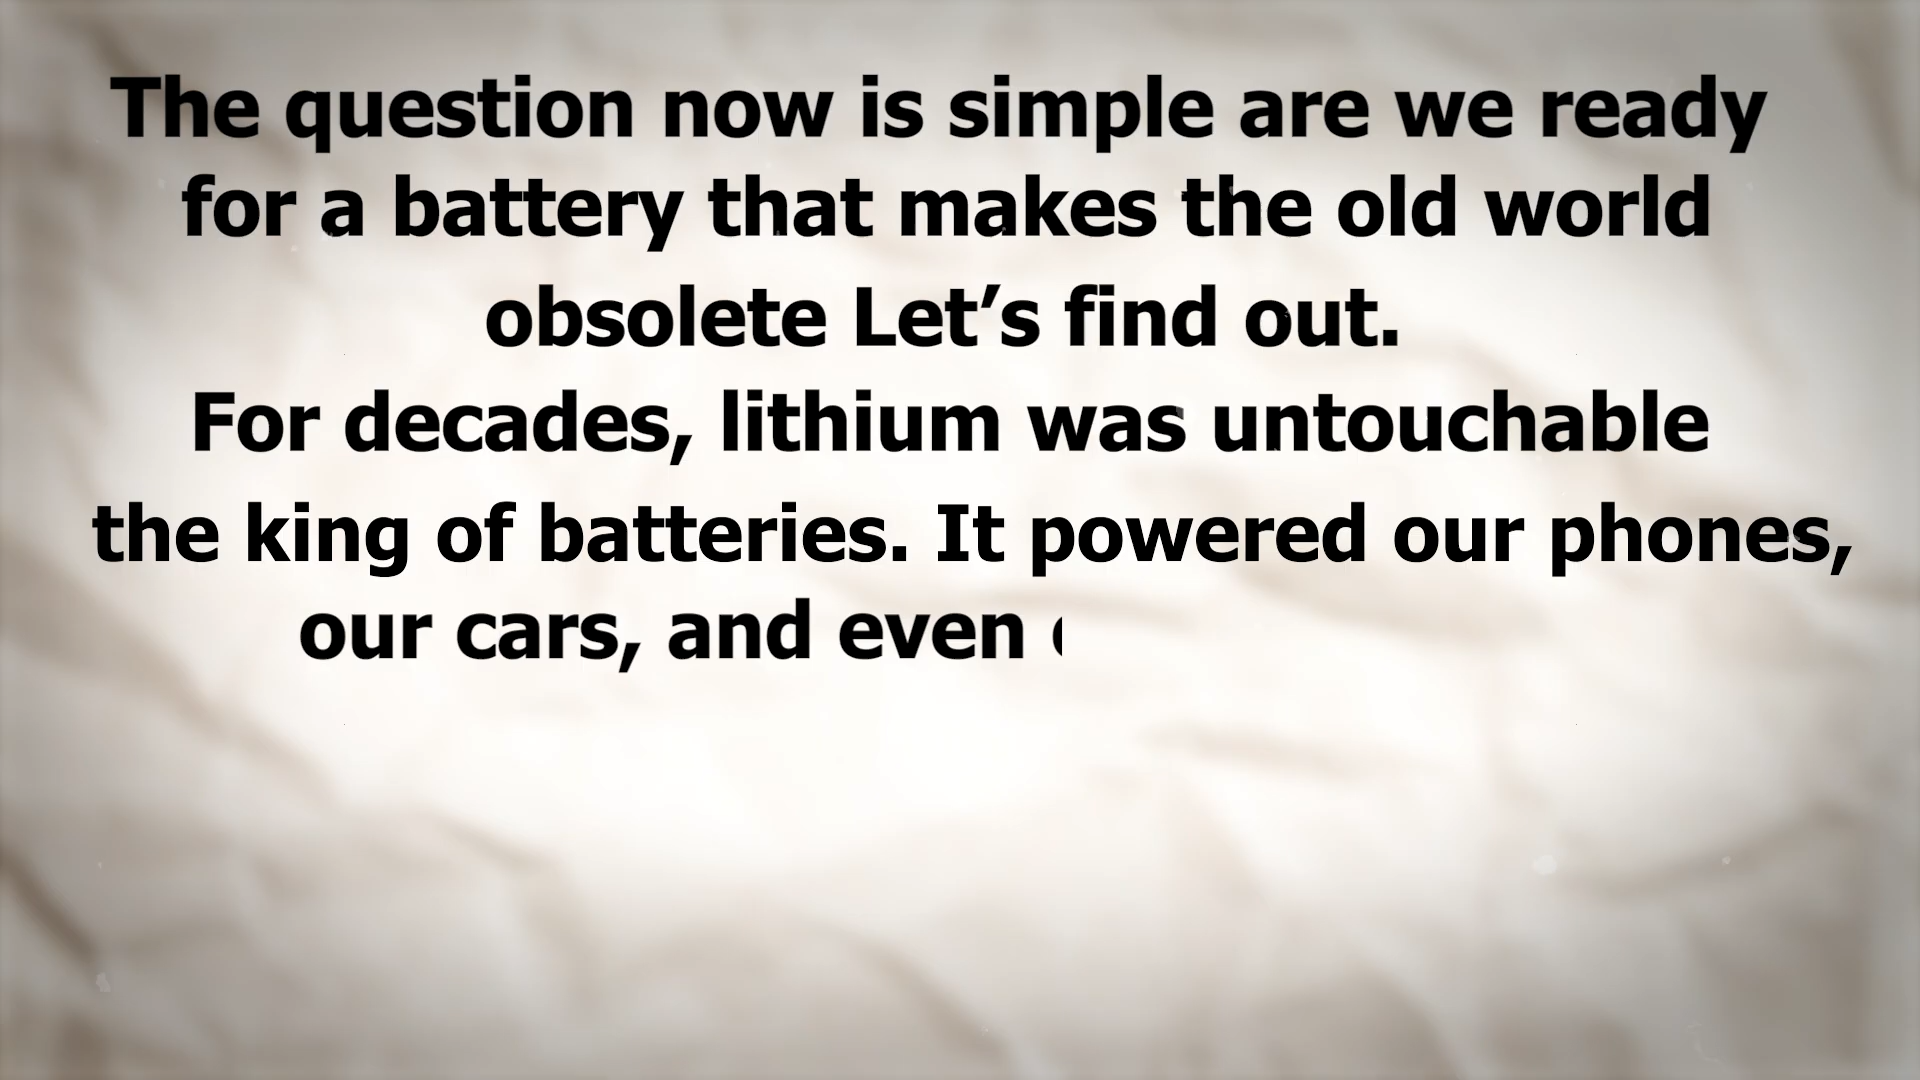 The question now is simple are we ready
for a battery that makes the old world
obsolete Let’s find out.
For decades, lithium was untouchable
the king of batteries. It powered our phones,
our cars, and even